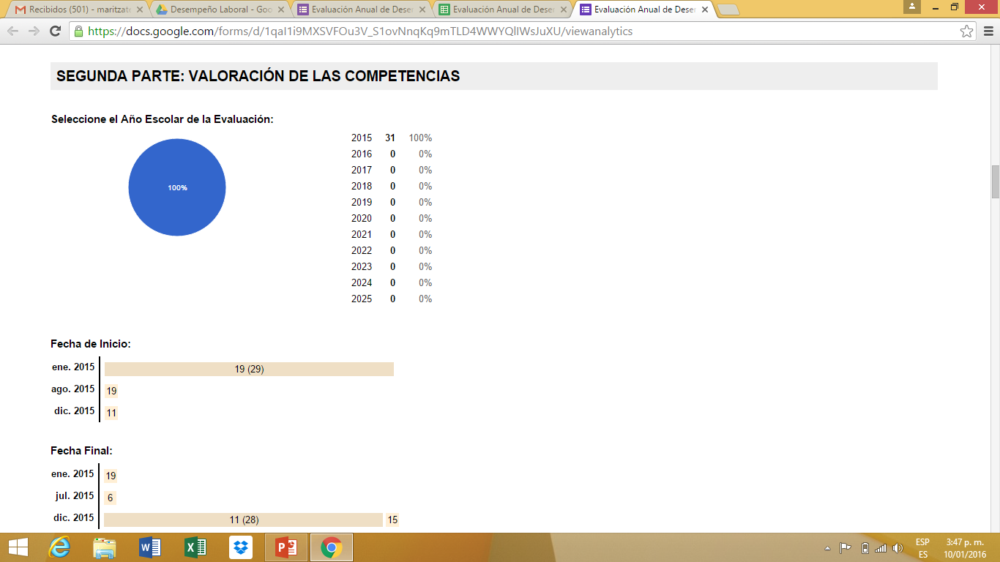 Recibidos (501) - maritzate
Desempeño Laboral - Goo
Evaluación Anual de Deser
Evaluación Anual de Deser
Evaluación Anual de Deser
https://docs.google.com/forms/d/1qaI1i9MXSVFOu3V_S1ovNnqKq9mTLD4WWYQlIWsJuXU/viewanalytics
SEGUNDA PARTE: VALORACIÓN DE LAS COMPETENCIAS
Seleccione el Año Escolar de la Evaluación:
100%
2015 31 100%
2016 0 0%
2017 0 0%
2018 0 0%
2019 0 0%
2020 0 0%
2021 0 0%
2022 0 0%
2023 0 0%
2024 0 0%
2025 0 0%
Fecha de Inicio:
ene. 2015 19 (29)
ago. 2015 19
dic. 2015 11
Fecha Final:
ene. 2015 19
jul. 2015 6
dic. 2015 11 (28) 15
ESP 3:47 p. m.
ES 10/01/2016